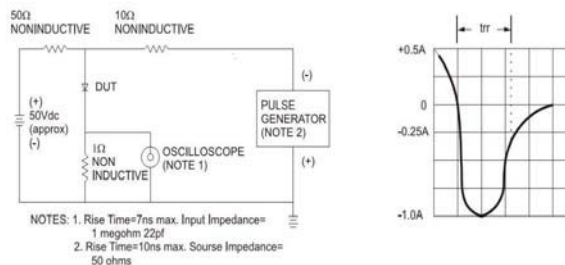 50Ω
NONINDUCTIVE
10Ω
NONINDUCTIVE
DUT
(+)
50Vdc
(approx)
(-)
1Ω
NON
INDUCTIVE
OSCILLOSCOPE
(NOTE 1)
(-)
PULSE
GENERATOR
(NOTE 2)
(+)
NOTES: 1. Rise Time=7ns max. Input Impedance=
1 megohm 22pf
2. Rise Time=10ns max. Sourse Impedance=
50 ohms
trr
+0.5A
0
-0.25A
-1.0A